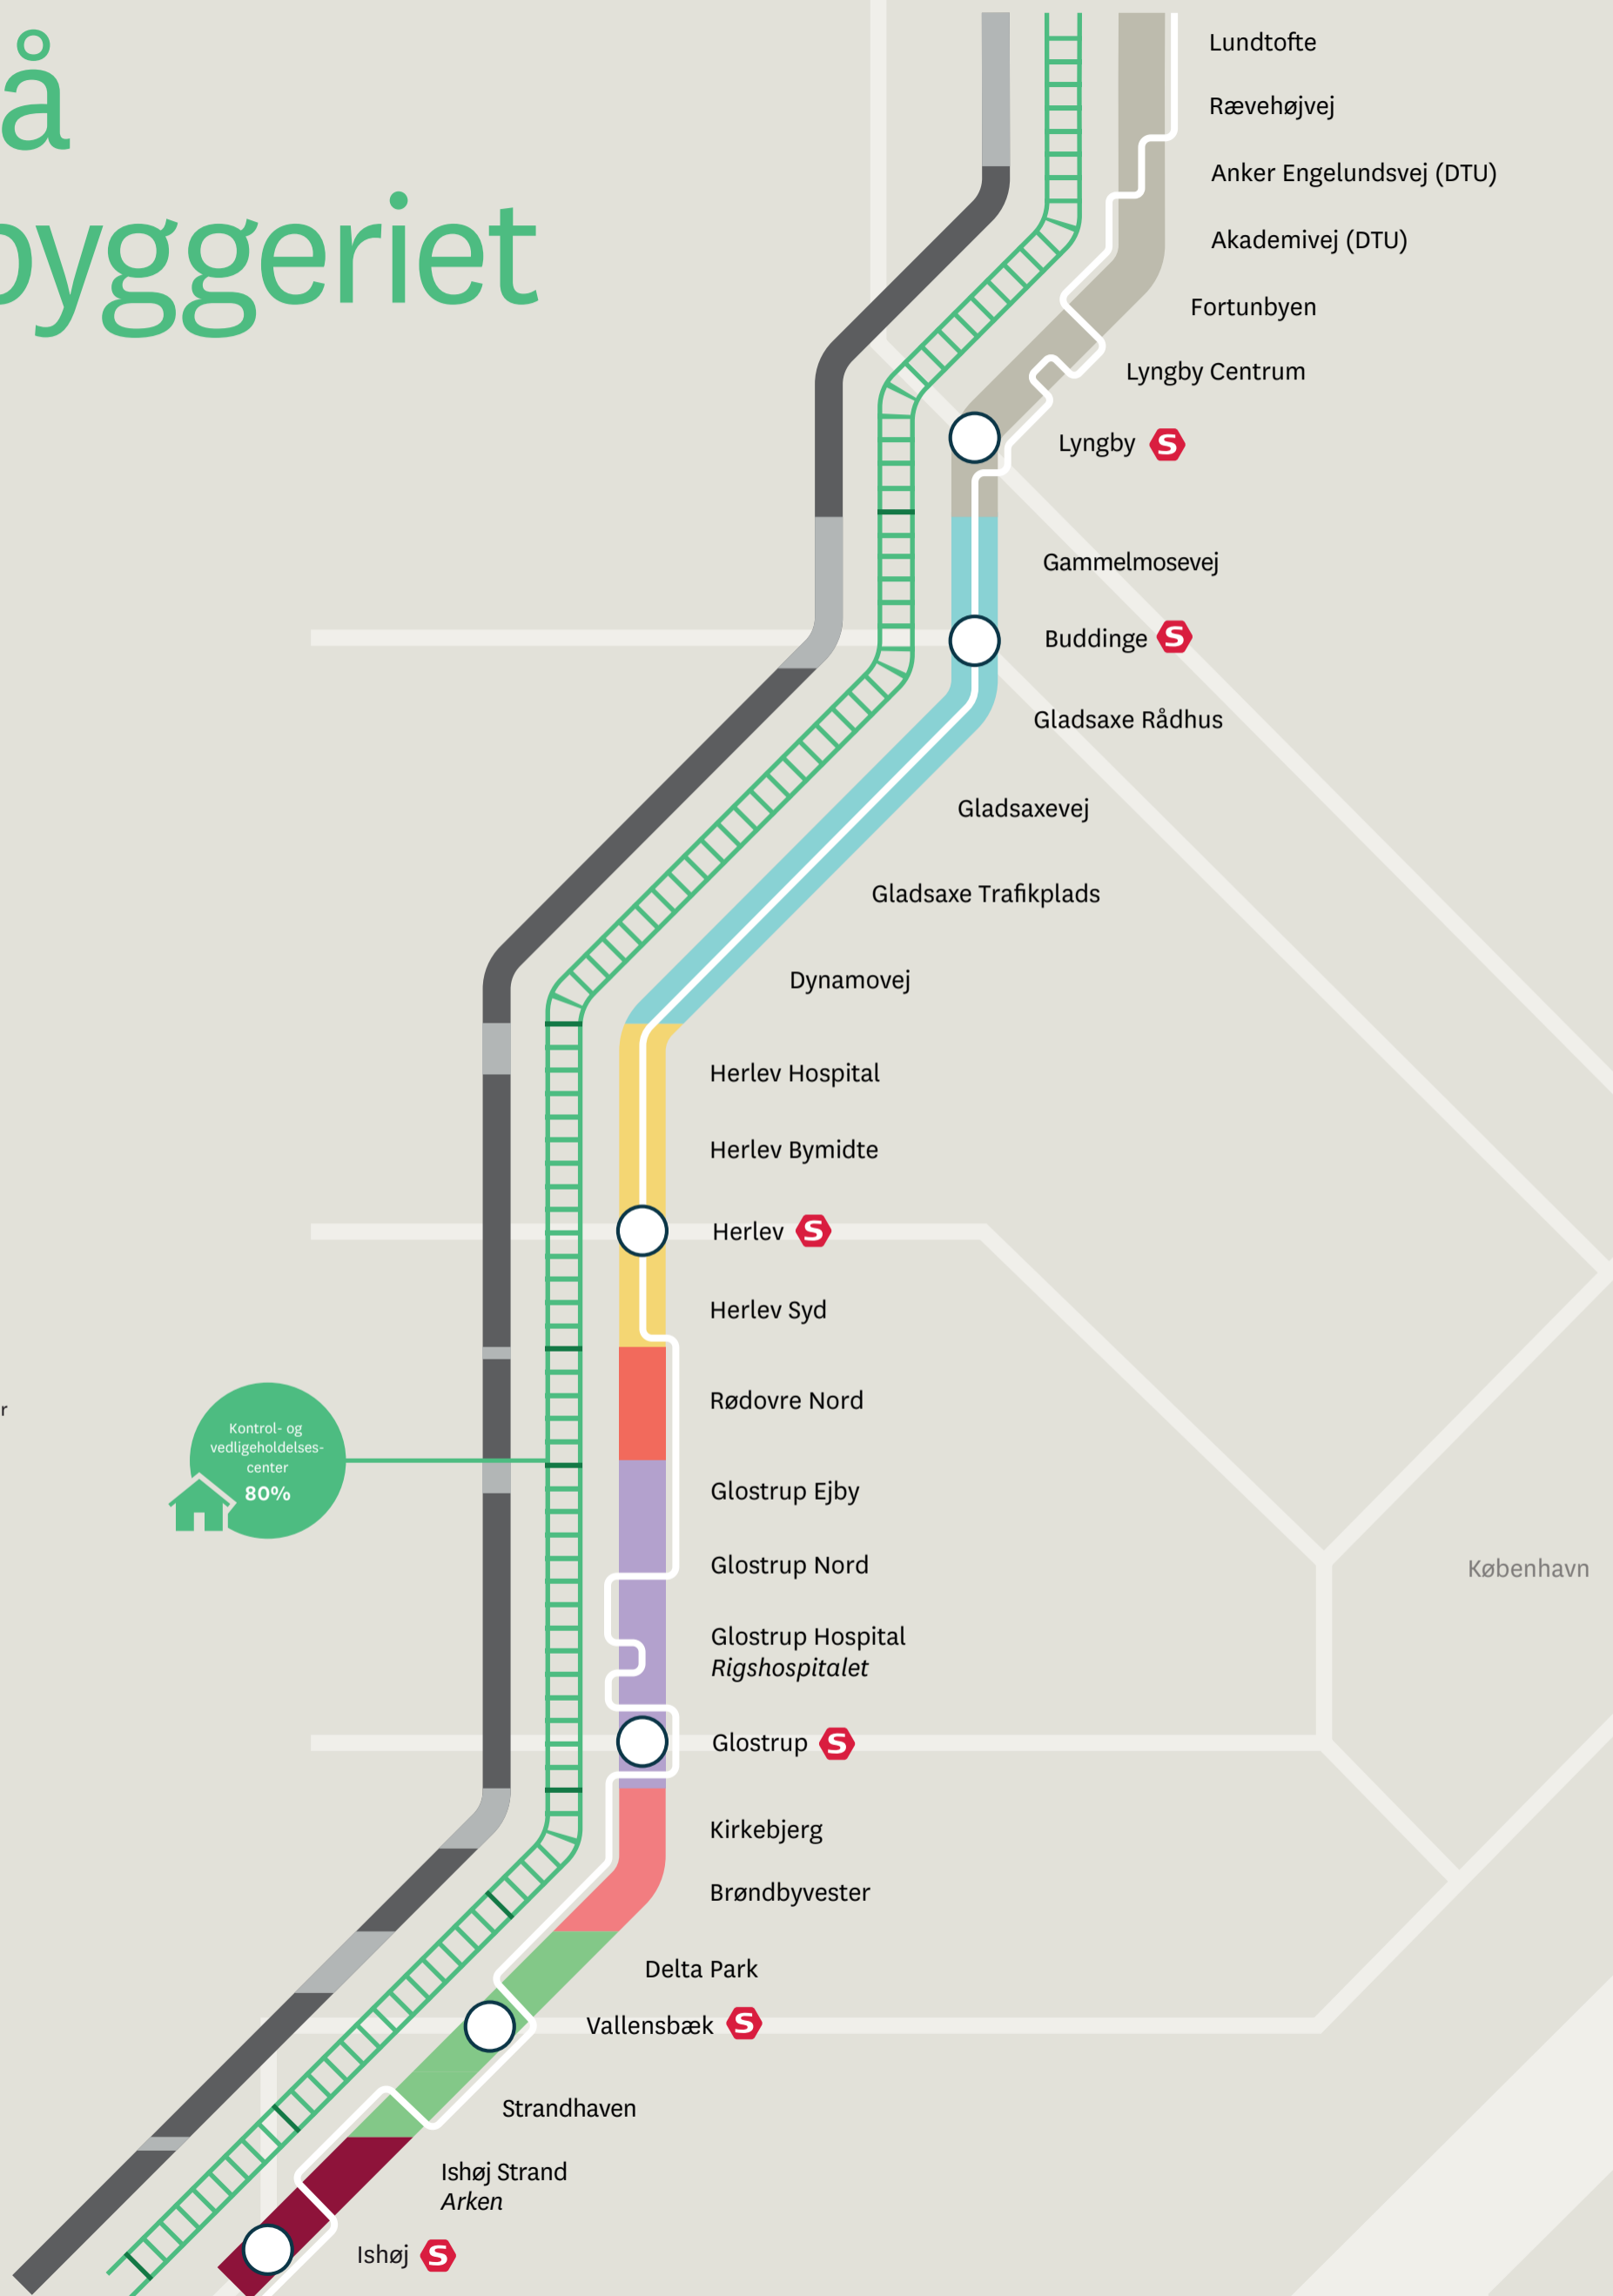 å
byggeriet
Lundtofte
Rævehøjvej
Anker Engelundsvej (DTU)
Akademivej (DTU)
Fortunbyen
Lyngby Centrum
Lyngby S
Gammelmosevej
Buddinge S
Gladsaxe Rådhus
Gladsaxevej
Gladsaxe Trafikplads
Dynamovej
Herlev Hospital
Herlev Bymidte
Herlev S
Herlev Syd
Rødovre Nord
r
Kontrol- og
vedligeholdelses-
center
80%
Glostrup Ejby
Glostrup Nord
København
Glostrup Hospital
Rigshospitalet
Glostrup S
Kirkebjerg
Brøndbyvester
Delta Park
Vallensbæk S
Strandhaven
Ishøj Strand
Arken
Ishøj S